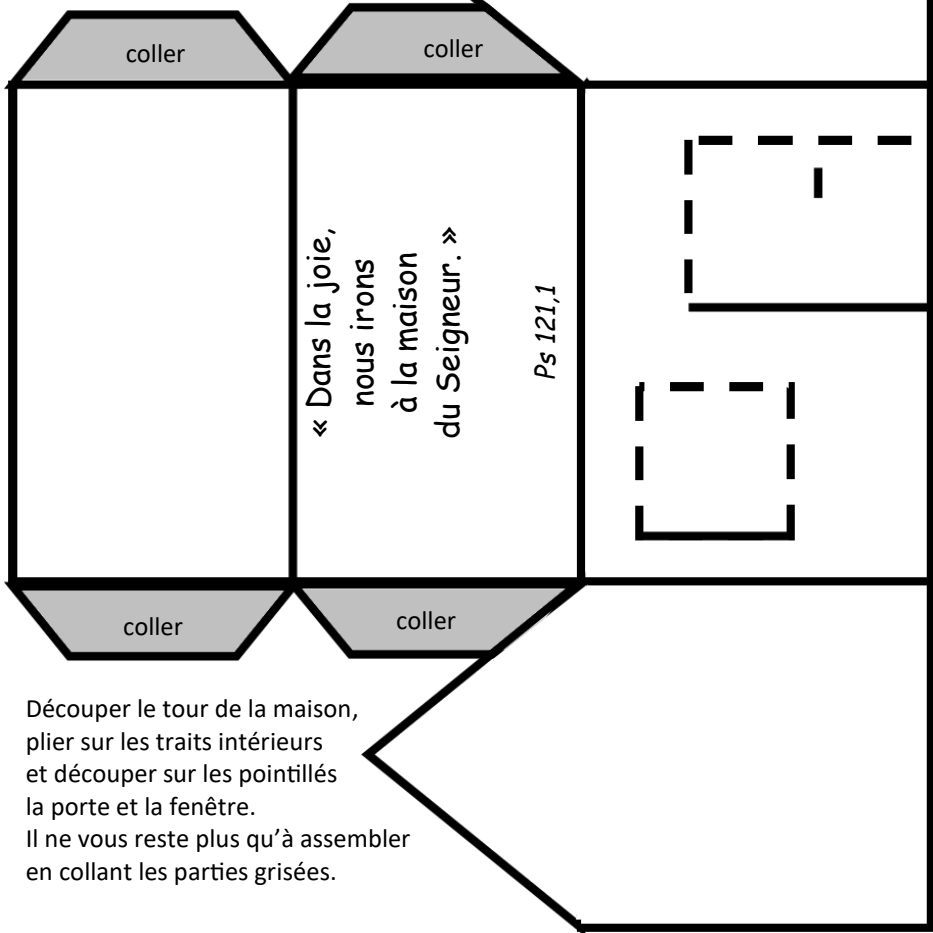 coller
coller
« Dans la joie,
nous irons
à la maison
du Seigneur. »
Ps 121,1
coller
coller
Découper le tour de la maison,
plier sur les traits intérieurs
et découper sur les pointillés
la porte et la fenêtre.
Il ne vous reste plus qu’à assembler
en collant les parties grisées.